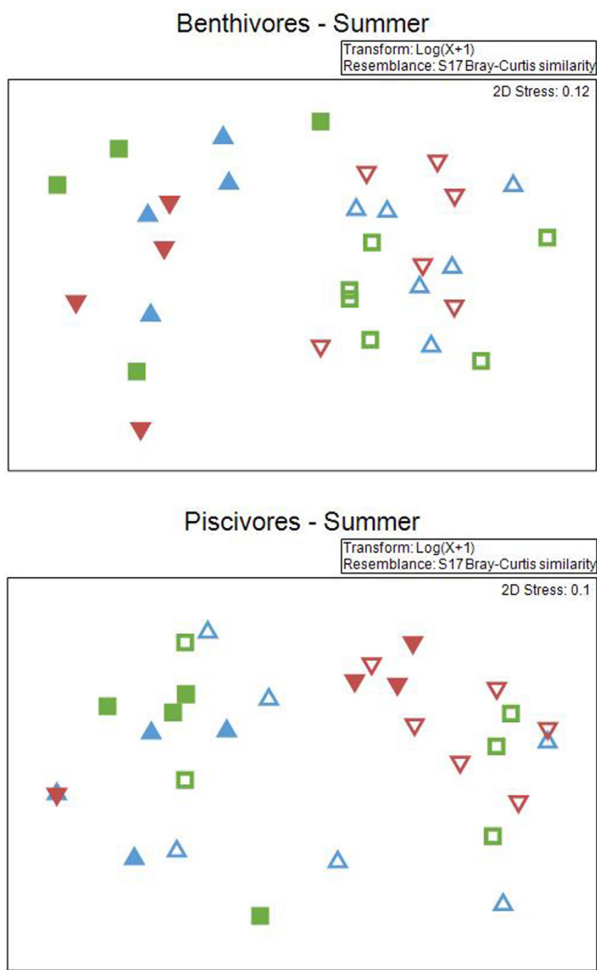 Benthivores - Summer
Transform: Log(X+1)
Resemblance: S17 Bray-Curtis similarity
2D Stress: 0.12
Piscivores - Summer
Transform: Log(X+1)
Resemblance: S17 Bray-Curtis similarity
2D Stress: 0.1